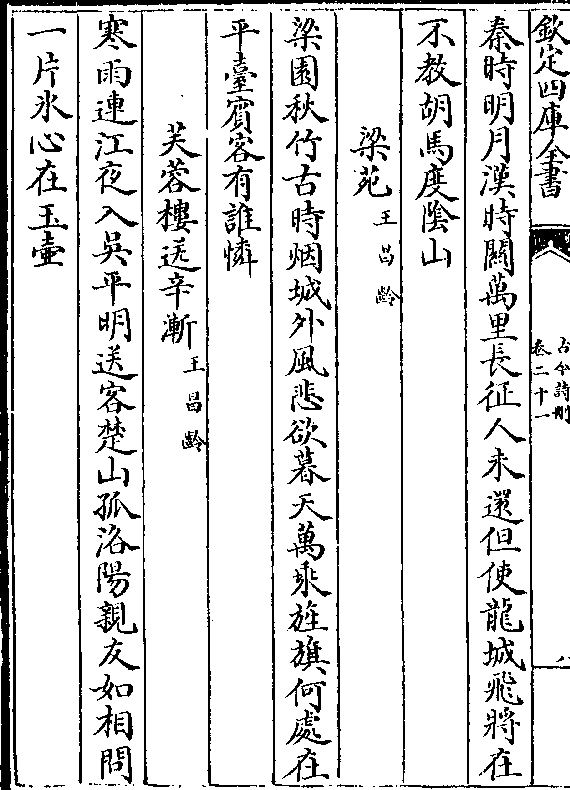 欽定四庫全書
古今詩刪
卷二十一
八
秦時明月漢時關萬里長征人未還但使龍城飛將在
不教胡馬度陰山
梁苑王昌齡
梁園秋竹古時烟城外風悲欲暮天萬乘旌旗何處在
平臺賓客有誰憐
芙蓉樓送辛漸王昌齡
寒雨連江夜入吳平明送客楚山孤洛陽親友如相問
一片氷心在玉壺